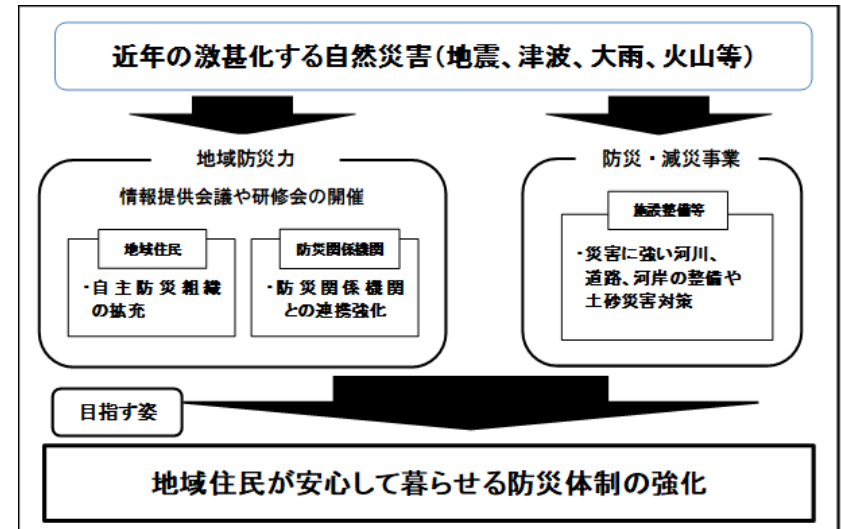 近年の激甚化する自然災害(地震、津波、大雨、火山等)
地域防災力
情報提供会議や研修会の開催
地域住民
・自主防災組織
の拡充
防災関係機関
・防災関係機関
との連携強化
防災・減災事業
施設整備等
・災害に強い河川、
道路、河岸の整備や
土砂災害対策
目指す姿
地域住民が安心して暮らせる防災体制の強化